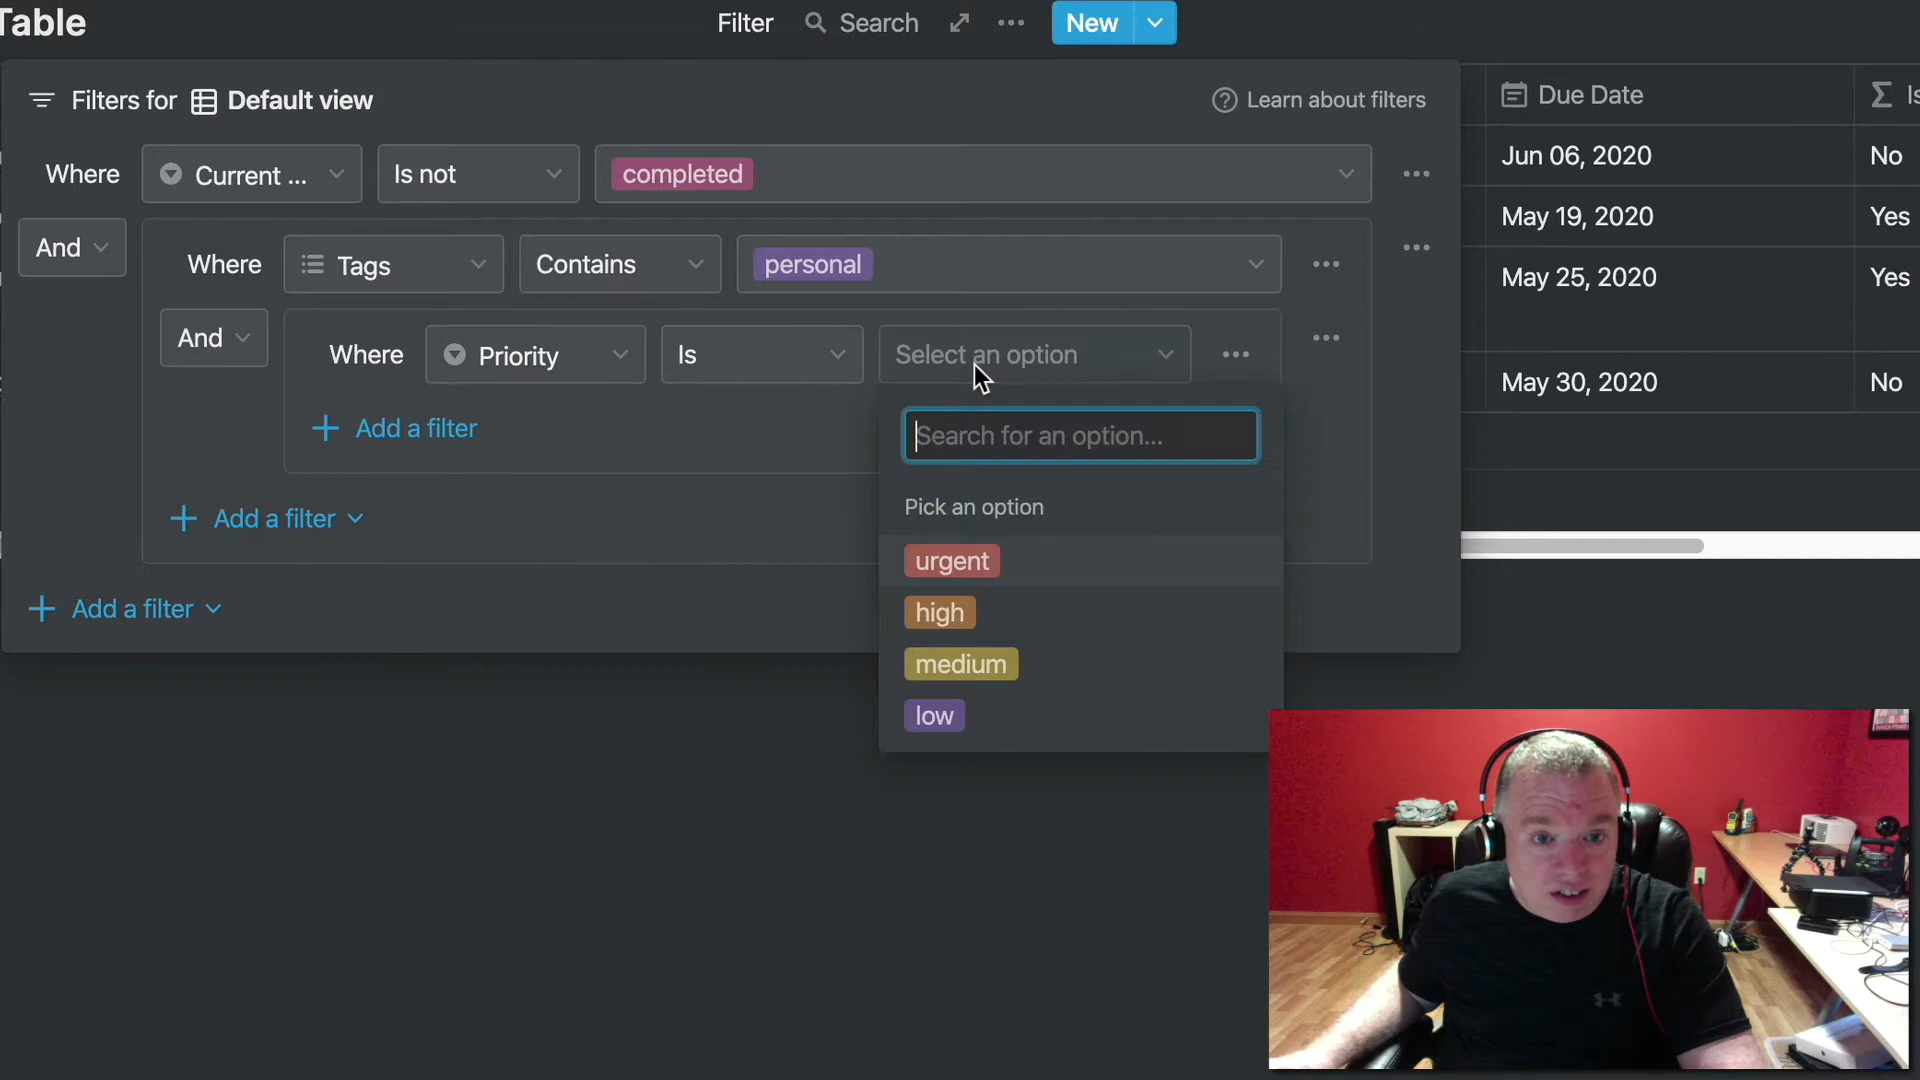 Table
Filter
Search
New
Filters for Default view
Learn about filters
Due Date
Is
Where
Current ...
Is not
completed
Jun 06, 2020
No
And
Where
Tags
Contains
personal
May 19, 2020
Yes
May 25, 2020
Yes
And
Where
Priority
Is
Select an option
May 30, 2020
No
Add a filter
Search for an option...
Pick an option
Add a filter
urgent
Add a filter
high
medium
low